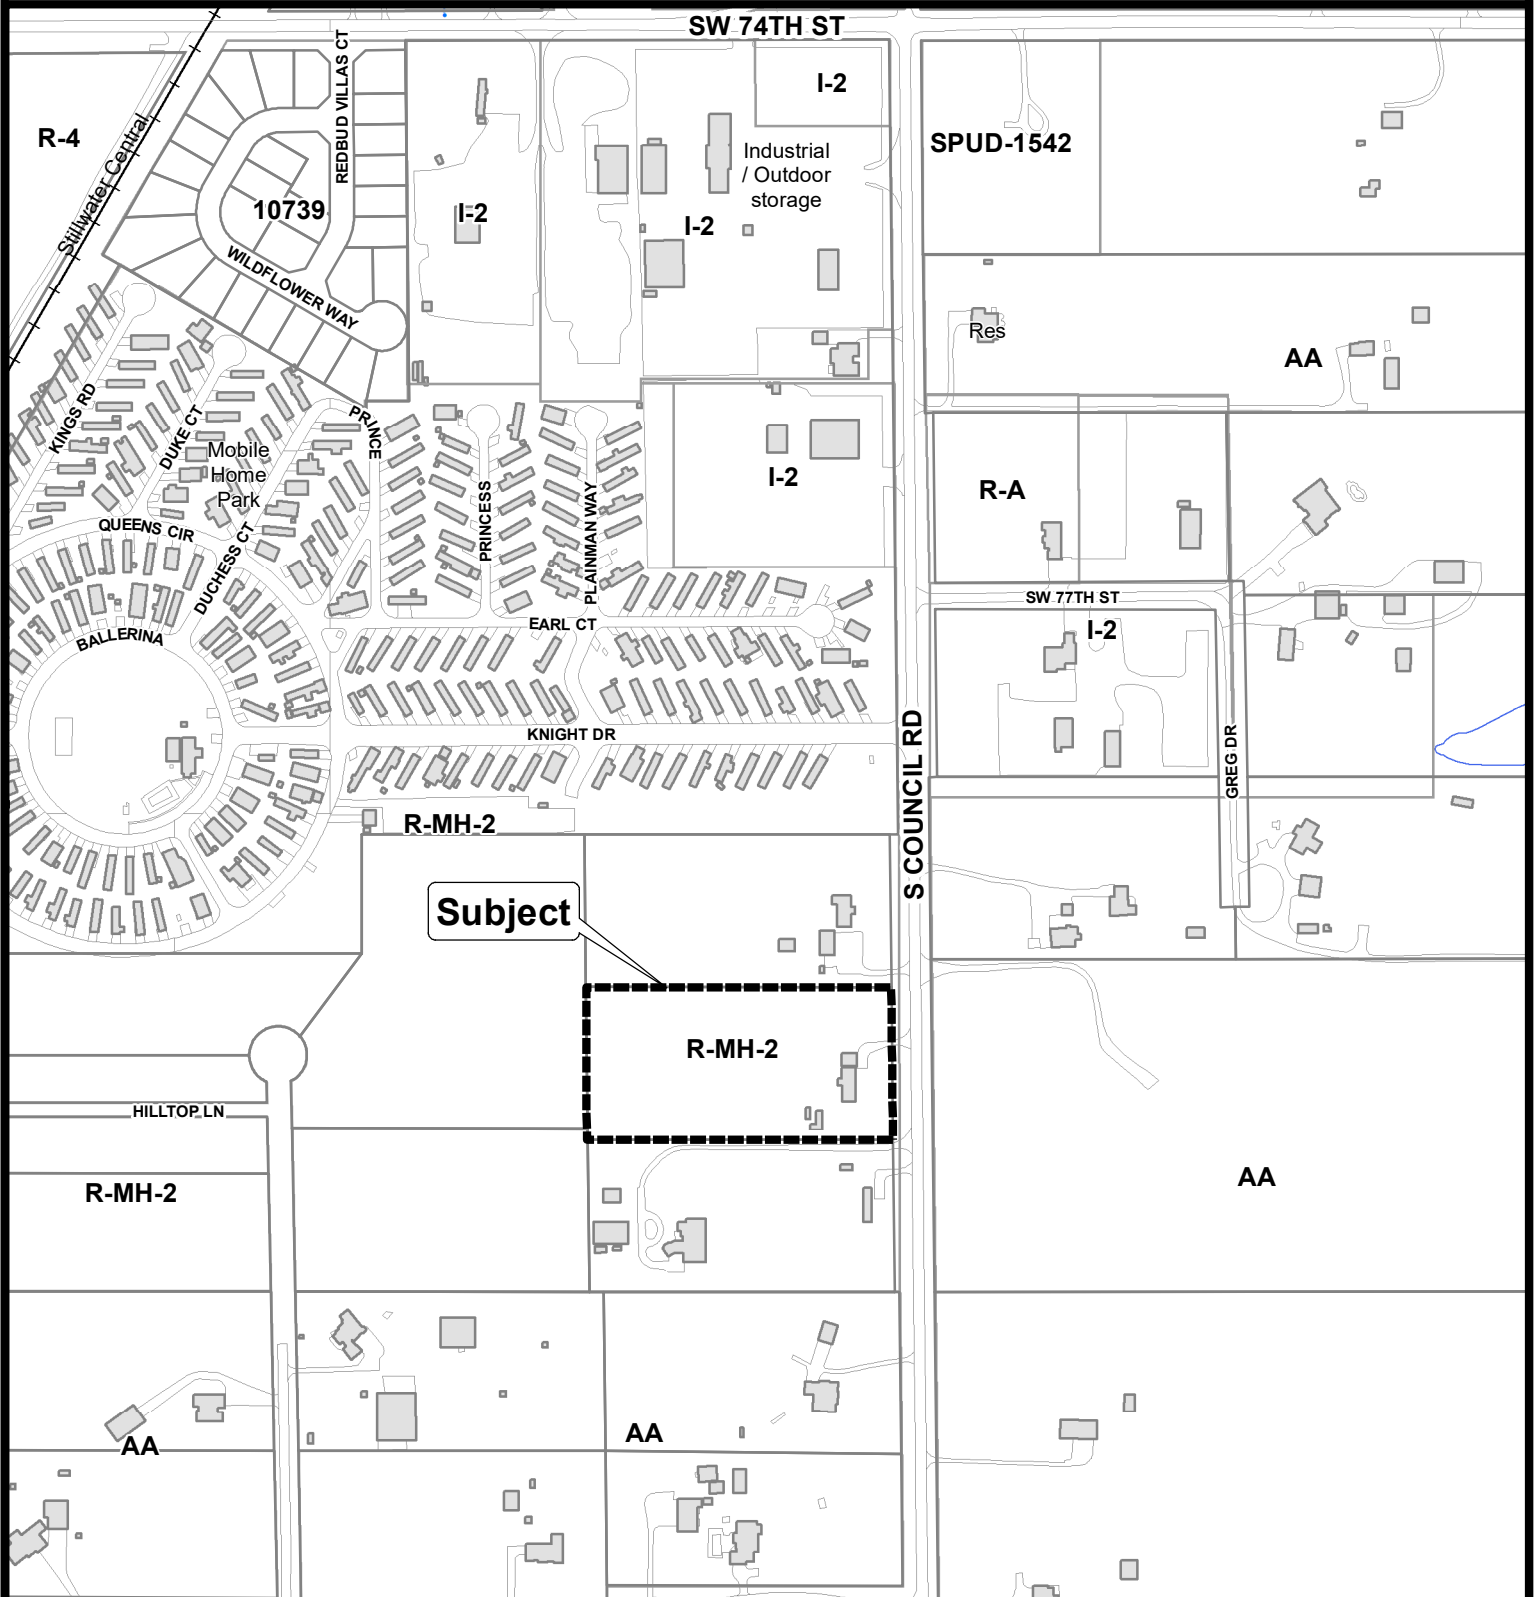 SW 74TH ST
REDBUD VILLAS CT
I-2
R-4
Stillwater Central
SPUD-1542
Industrial
/ Outdoor
storage
10739
I-2
I-2
WILDFLOWER WAY
Res
AA
KINGS RD
DUKE CT
PRINCE
Mobile
Home
Park
I-2
R-A
QUEENS CIR
PRINCESS
PLAINMAN WAY
DUCHESS CT
SW 77TH ST
EARL CT
I-2
BALLERINA
KNIGHT DR
S COUNCIL RD
GREG DR
R-MH-2
Subject
R-MH-2
HILLTOP LN
AA
R-MH-2
AA
AA